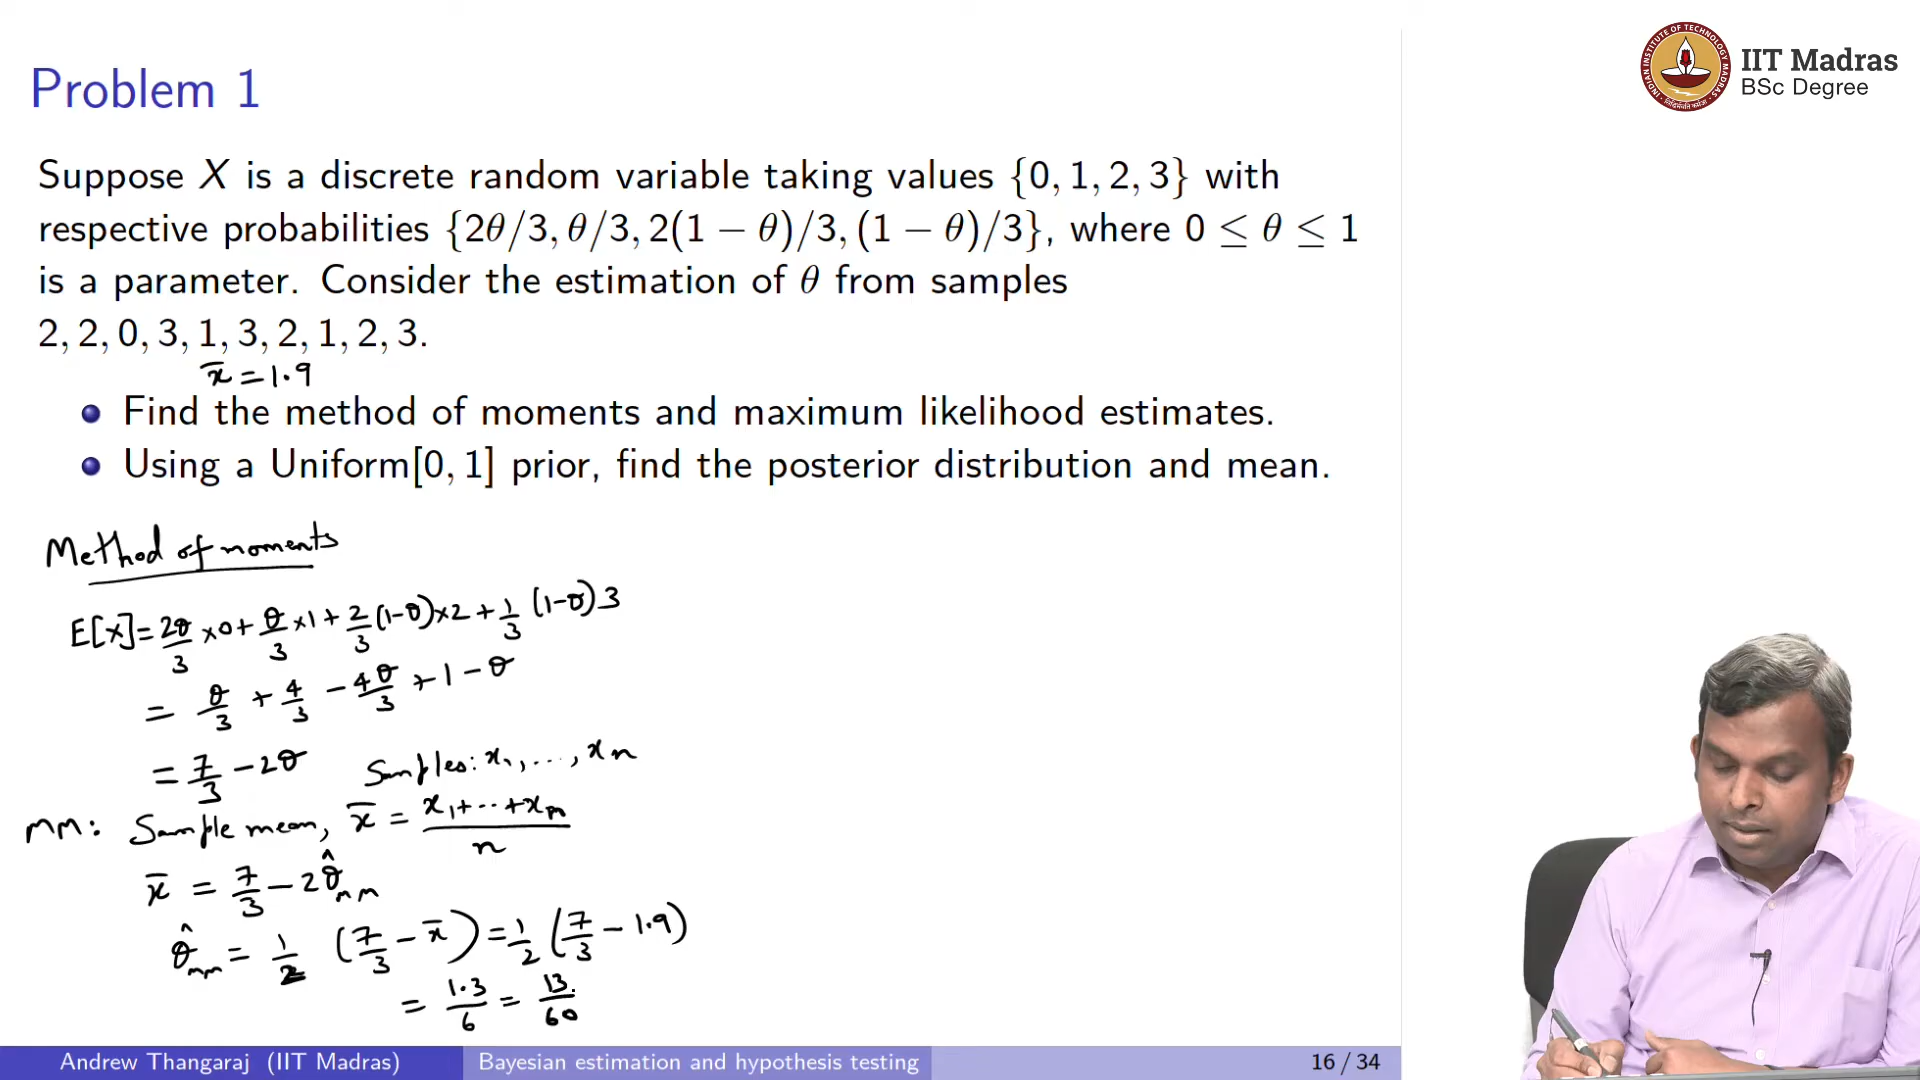 Problem 1
IIT Madras
BSc Degree
INDIAN INSTITUTE OF TECHNOLOGY MADRAS
Suppose X is a discrete random variable taking values {0, 1, 2, 3} with
respective probabilities {2θ/3, θ/3, 2(1 − θ)/3, (1 − θ)/3}, where 0 ≤ θ ≤ 1
is a parameter. Consider the estimation of θ from samples
2, 2, 0, 3, 1, 3, 2, 1, 2, 3.
x̄ = 1.9
• Find the method of moments and maximum likelihood estimates.
• Using a Uniform[0, 1] prior, find the posterior distribution and mean.
Method of moments
E[X] = 2θ/3 ×0 + θ/3 ×1 + 2/3 (1-θ)×2 + 1/3 (1-θ)3
= θ/3 + 4/3 - 4θ/3 + 1 - θ
= 7/3 - 2θ
Samples: x₁, ..., xₙ
MM: Sample mean, x̄ = (x₁+...+xₙ)/n
x̄ = 7/3 - 2θ̂ₘₘ
θ̂ₘₘ = 1/2 (7/3 - x̄) = 1/2 (7/3 - 1.9)
= 1.3/6 = 13/60
Andrew Thangaraj (IIT Madras)
Bayesian estimation and hypothesis testing
16 / 34